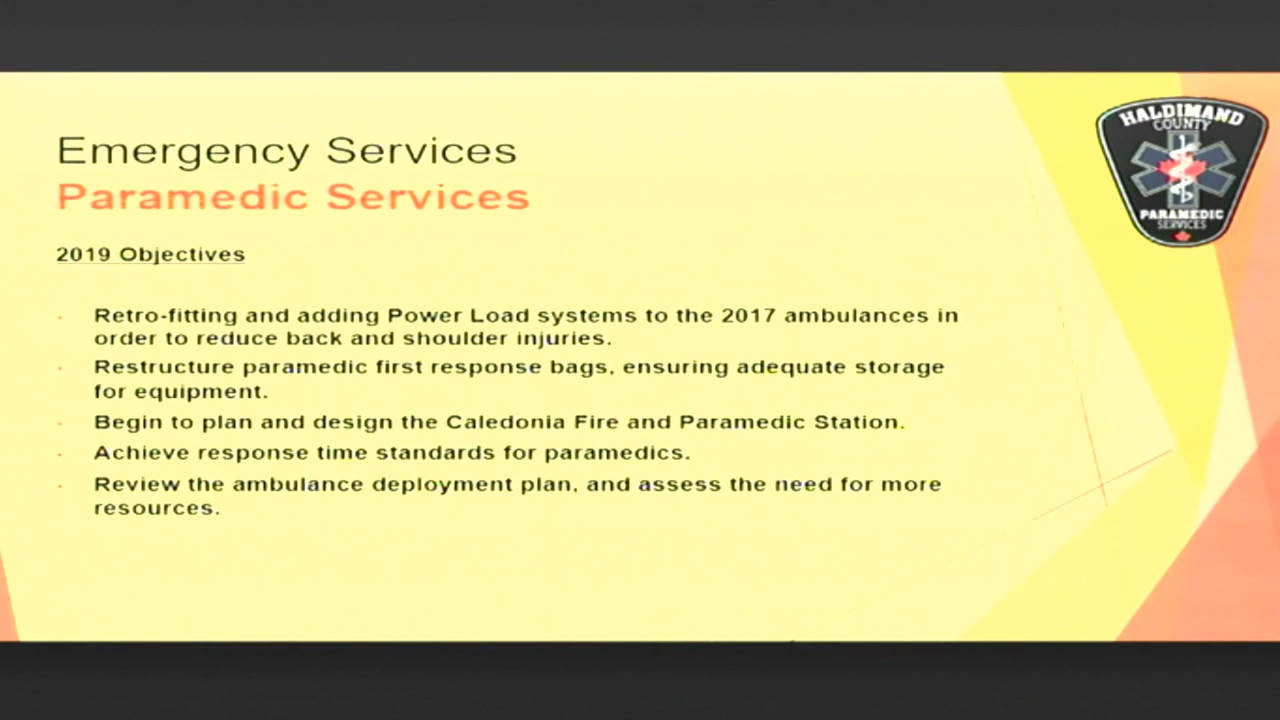 HALDIMAND
COUNTY
PARAMEDIC
SERVICES
Emergency Services
Paramedic Services
2019 Objectives
Retro-fitting and adding Power Load systems to the 2017 ambulances in
order to reduce back and shoulder injuries.
Restructure paramedic first response bags, ensuring adequate storage
for equipment.
Begin to plan and design the Caledonia Fire and Paramedic Station.
Achieve response time standards for paramedics.
Review the ambulance deployment plan, and assess the need for more
resources.